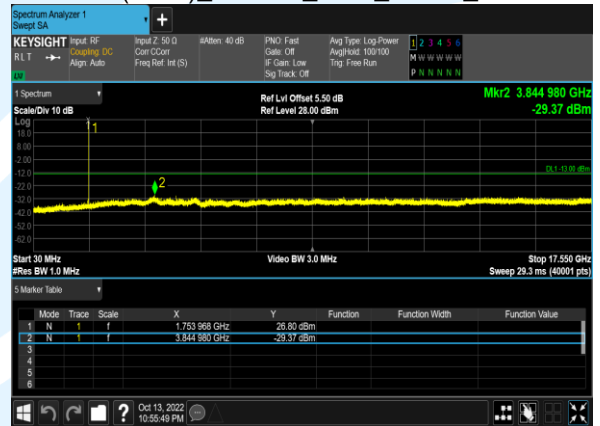 Spectrum Analyzer 1
Swept SA
+
KEYSIGHT
RLT
LU
Input: RF
Coupling: DC
Align: Auto
Input Z: 50 Ω
Corr CCorr
Freq Ref: Int (S)
#Atten: 40 dB
PNO: Fast
Gate: Off
IF Gain: Low
Sig Track: Off
Avg Type: Log-Power
Avg|Hold: 100/100
Trig: Free Run
1 2 3 4 5 6
M W W W W W
P N N N N N
1 Spectrum
Scale/Div 10 dB
Ref Lvl Offset 5.50 dB
Ref Level 28.00 dBm
Mkr2 3.844 980 GHz
-29.37 dBm
Log
18.0
8.00
-2.00
-12.0
-22.0
-32.0
-42.0
-52.0
-62.0
1
2
DL1 -13.00 dBm
Start 30 MHz
#Res BW 1.0 MHz
Video BW 3.0 MHz
Stop 17.550 GHz
Sweep 29.3 ms (40001 pts)
5 Marker Table
Mode Trace Scale X Y Function Function Width Function Value
1 N 1 f 1.753 968 GHz 26.80 dBm
2 N 1 f 3.844 980 GHz -29.37 dBm
3
4
5
6
?
Oct 13, 2022
10:55:49 PM